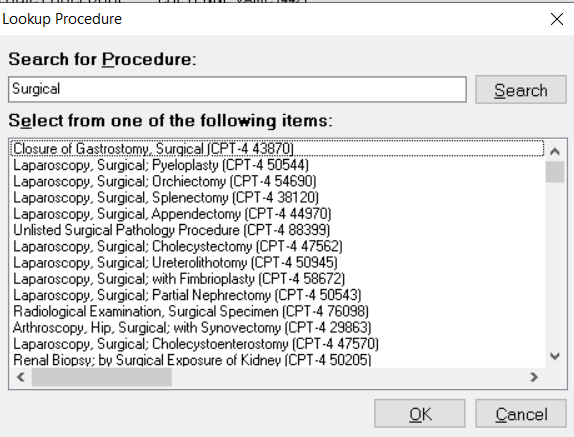 Lookup Procedure
Search for Procedure:
Surgical
Search
Select from one of the following items:
Closure of Gastrostomy, Surgical (CPT-4 43870)
Laparoscopy, Surgical; Pyeloplasty (CPT-4 50544)
Laparoscopy, Surgical; Orchiectomy (CPT-4 54690)
Laparoscopy, Surgical, Splenectomy (CPT-4 38120)
Laparoscopy, Surgical, Appendectomy (CPT-4 44970)
Unlisted Surgical Pathology Procedure (CPT-4 88399)
Laparoscopy, Surgical; Cholecystectomy (CPT-4 47562)
Laparoscopy, Surgical; Ureterolithotomy (CPT-4 50945)
Laparoscopy, Surgical; with Fimbrioplasty (CPT-4 58672)
Laparoscopy, Surgical; Partial Nephrectomy (CPT-4 50543)
Radiological Examination, Surgical Specimen (CPT-4 76098)
Arthroscopy, Hip, Surgical; with Synovectomy (CPT-4 29863)
Laparoscopy, Surgical; Cholecystoenterostomy (CPT-4 47570)
Renal Biopsy; by Surgical Exposure of Kidney (CPT-4 50205)
OK
Cancel